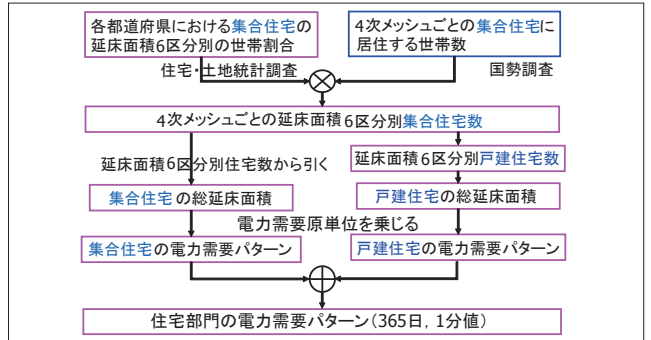 各都道府県における集合住宅の
延床面積6区分別の世帯割合
4次メッシュごとの集合住宅に
居住する世帯数
住宅・土地統計調査
国勢調査
4次メッシュごとの延床面積6区分別集合住宅数
延床面積6区分別住宅数から引く
延床面積6区分別戸建住宅数
集合住宅の総延床面積
戸建住宅の総延床面積
電力需要原単位を乗じる
集合住宅の電力需要パターン
戸建住宅の電力需要パターン
住宅部門の電力需要パターン(365日, 1分値)